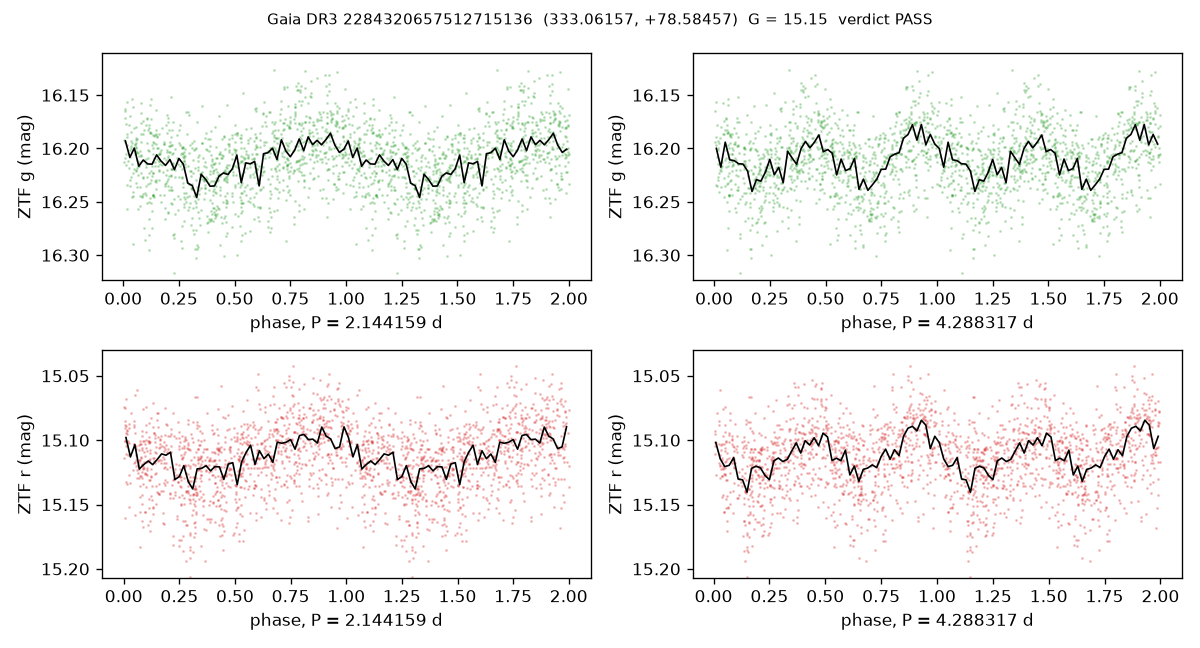 Gaia DR3 2284320657512715136 (333.06157, +78.58457) G = 15.15 verdict PASS
ZTF g (mag)
16.15
16.20
16.25
16.30
0.00 0.25 0.50 0.75 1.00 1.25 1.50 1.75 2.00
phase, P = 2.144159 d
ZTF g (mag)
16.15
16.20
16.25
16.30
0.00 0.25 0.50 0.75 1.00 1.25 1.50 1.75 2.00
phase, P = 4.288317 d
ZTF r (mag)
15.05
15.10
15.15
15.20
0.00 0.25 0.50 0.75 1.00 1.25 1.50 1.75 2.00
phase, P = 2.144159 d
ZTF r (mag)
15.05
15.10
15.15
15.20
0.00 0.25 0.50 0.75 1.00 1.25 1.50 1.75 2.00
phase, P = 4.288317 d